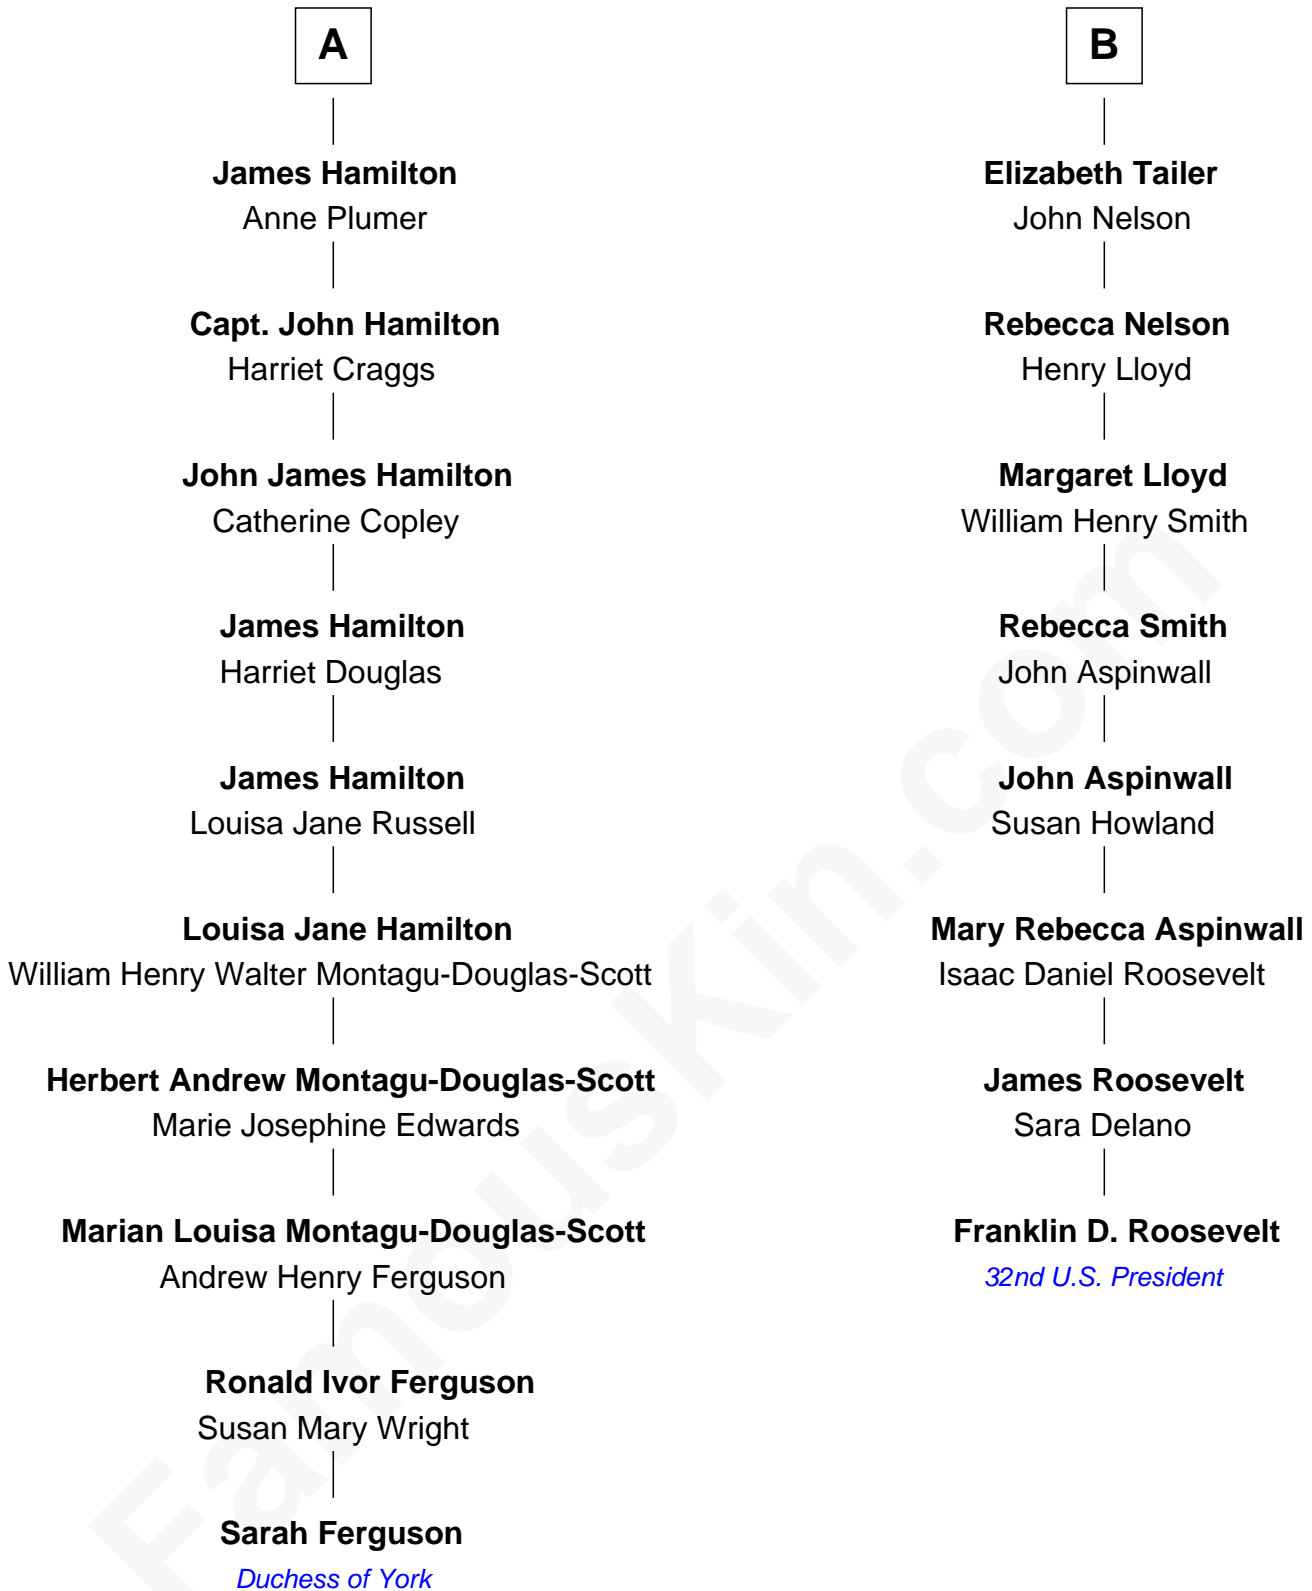 A
James Hamilton
Anne Plumer
Capt. John Hamilton
Harriet Craggs
John James Hamilton
Catherine Copley
James Hamilton
Harriet Douglas
James Hamilton
Louisa Jane Russell
Louisa Jane Hamilton
William Henry Walter Montagu-Douglas-Scott
Herbert Andrew Montagu-Douglas-Scott
Marie Josephine Edwards
Marian Louisa Montagu-Douglas-Scott
Andrew Henry Ferguson
Ronald Ivor Ferguson
Susan Mary Wright
Sarah Ferguson
Duchess of York
B
Elizabeth Tailer
John Nelson
Rebecca Nelson
Henry Lloyd
Margaret Lloyd
William Henry Smith
Rebecca Smith
John Aspinwall
John Aspinwall
Susan Howland
Mary Rebecca Aspinwall
Isaac Daniel Roosevelt
James Roosevelt
Sara Delano
Franklin D. Roosevelt
32nd U.S. President
FamousKin.com